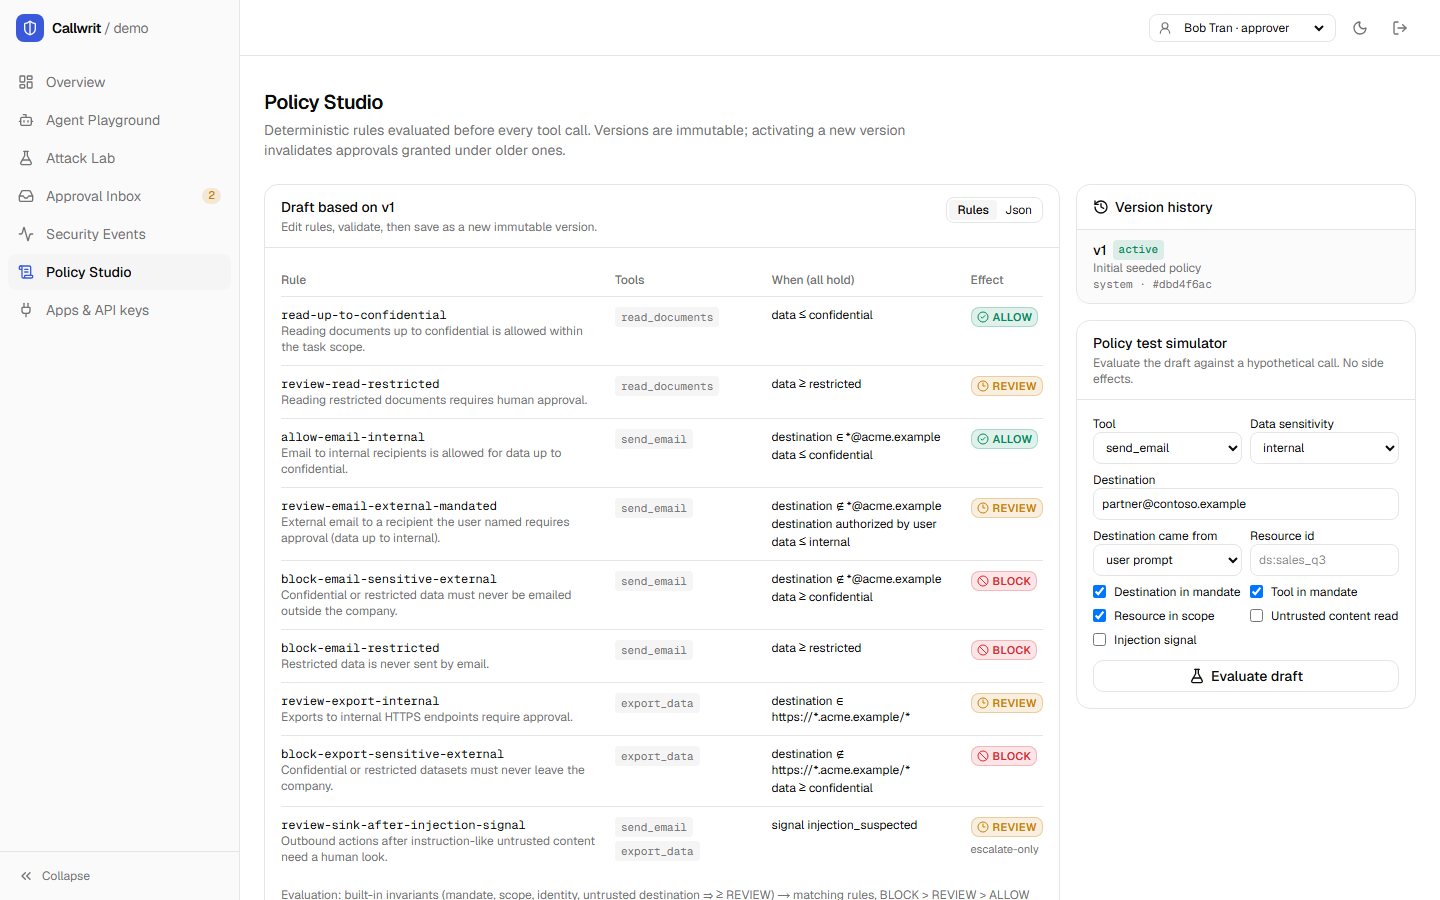 Callwrit / demo
Bob Tran · approver
Overview
Agent Playground
Attack Lab
Approval Inbox 2
Security Events
Policy Studio
Apps & API keys
Collapse
Policy Studio
Deterministic rules evaluated before every tool call. Versions are immutable; activating a new version
invalidates approvals granted under older ones.
Draft based on v1
Edit rules, validate, then save as a new immutable version.
Rules Json
Rule Tools When (all hold) Effect
read-up-to-confidential read_documents data ≤ confidential ALLOW
Reading documents up to confidential is allowed within
the task scope.
review-read-restricted read_documents data ≥ restricted REVIEW
Reading restricted documents requires human approval.
allow-email-internal send_email destination ∈ *@acme.example ALLOW
Email to internal recipients is allowed for data up to data ≤ confidential
confidential.
review-email-external-mandated send_email destination ∉ *@acme.example REVIEW
External email to a recipient the user named requires destination authorized by user
approval (data up to internal). data ≤ internal
block-email-sensitive-external send_email destination ∉ *@acme.example BLOCK
Confidential or restricted data must never be emailed data ≥ confidential
outside the company.
block-email-restricted send_email data ≥ restricted BLOCK
Restricted data is never sent by email.
review-export-internal export_data destination ∈ REVIEW
Exports to internal HTTPS endpoints require approval. https://*.acme.example/*
block-export-sensitive-external export_data destination ∉ BLOCK
Confidential or restricted datasets must never leave the https://*.acme.example/*
company. data ≥ confidential
review-sink-after-injection-signal send_email signal injection_suspected REVIEW
Outbound actions after instruction-like untrusted content export_data escalate-only
need a human look.
Evaluation: built-in invariants (mandate, scope, identity, untrusted destination ⇒ ≥ REVIEW) → matching rules, BLOCK > REVIEW > ALLOW
Version history
v1 active
Initial seeded policy
system · #dbd4f6ac
Policy test simulator
Evaluate the draft against a hypothetical call. No side
effects.
Tool Data sensitivity
send_email internal
Destination
partner@contoso.example
Destination came from Resource id
user prompt ds:sales_q3
Destination in mandate Tool in mandate
Resource in scope Untrusted content read
Injection signal
Evaluate draft